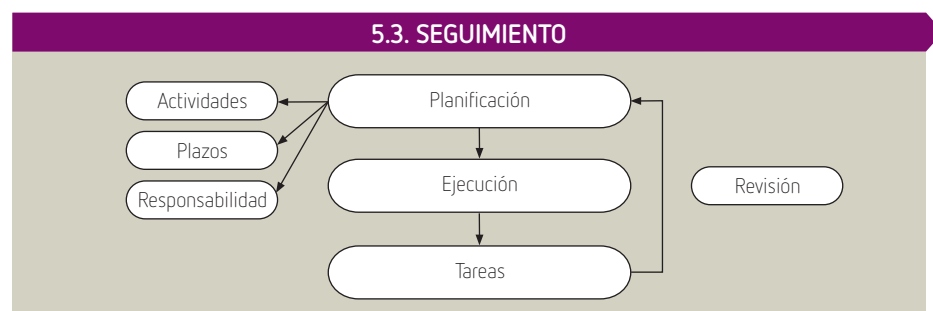 5.3. SEGUIMIENTO
Actividades
Planificación
Plazos
Responsabilidad
Ejecución
Revisión
Tareas